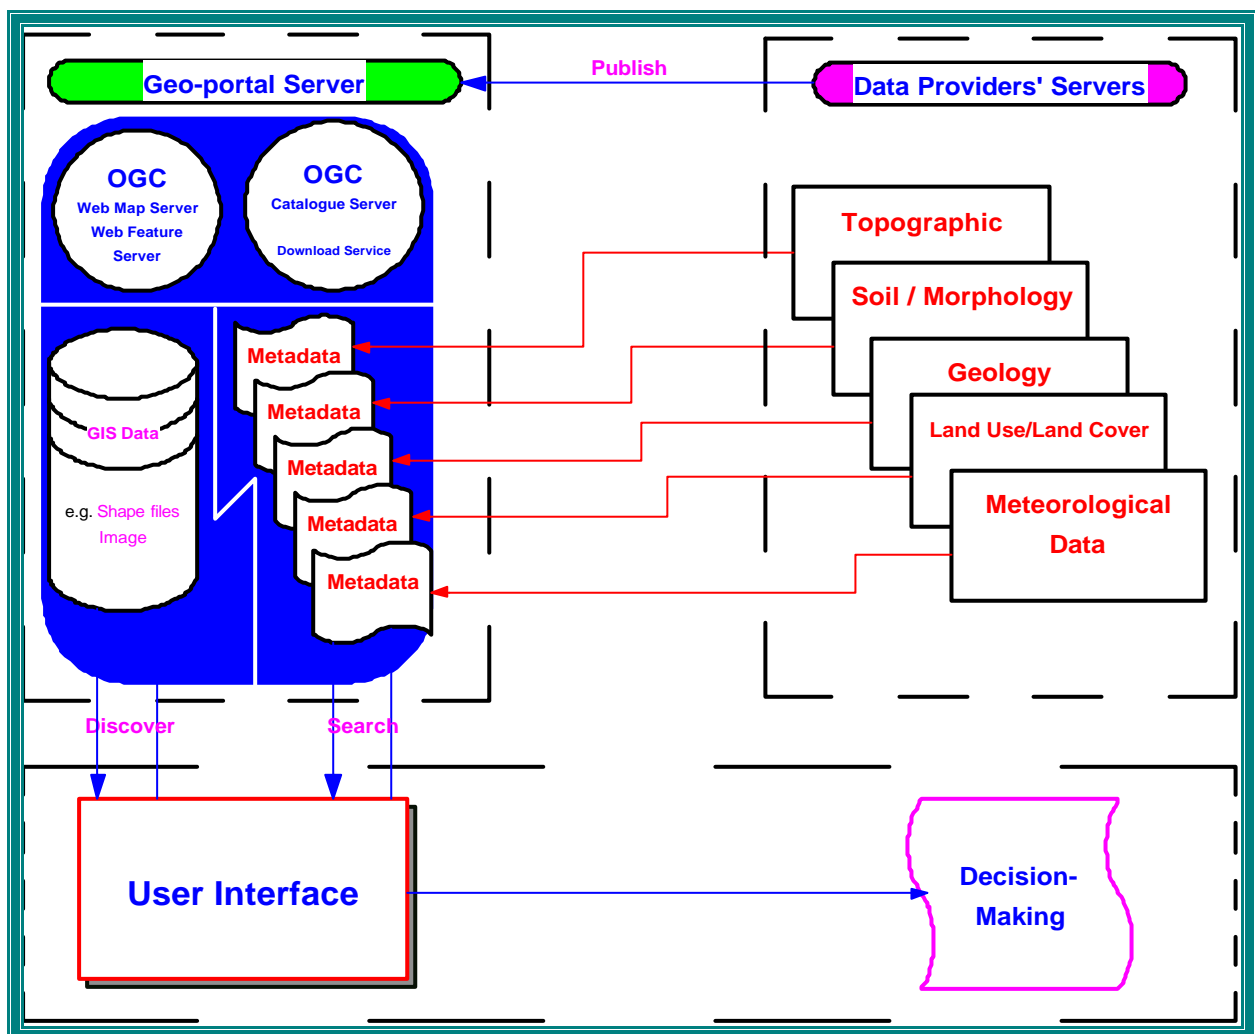 Geo-portal Server
Publish
Data Providers' Servers
OGC
Web Map Server
Web Feature
Server
OGC
Catalogue Server
Download Service
Topographic
Soil / Morphology
Geology
Land Use/Land Cover
Meteorological
Data
Metadata
Metadata
Metadata
Metadata
Metadata
GIS Data
e.g. Shape files
Image
Discover
Search
User Interface
Decision-
Making